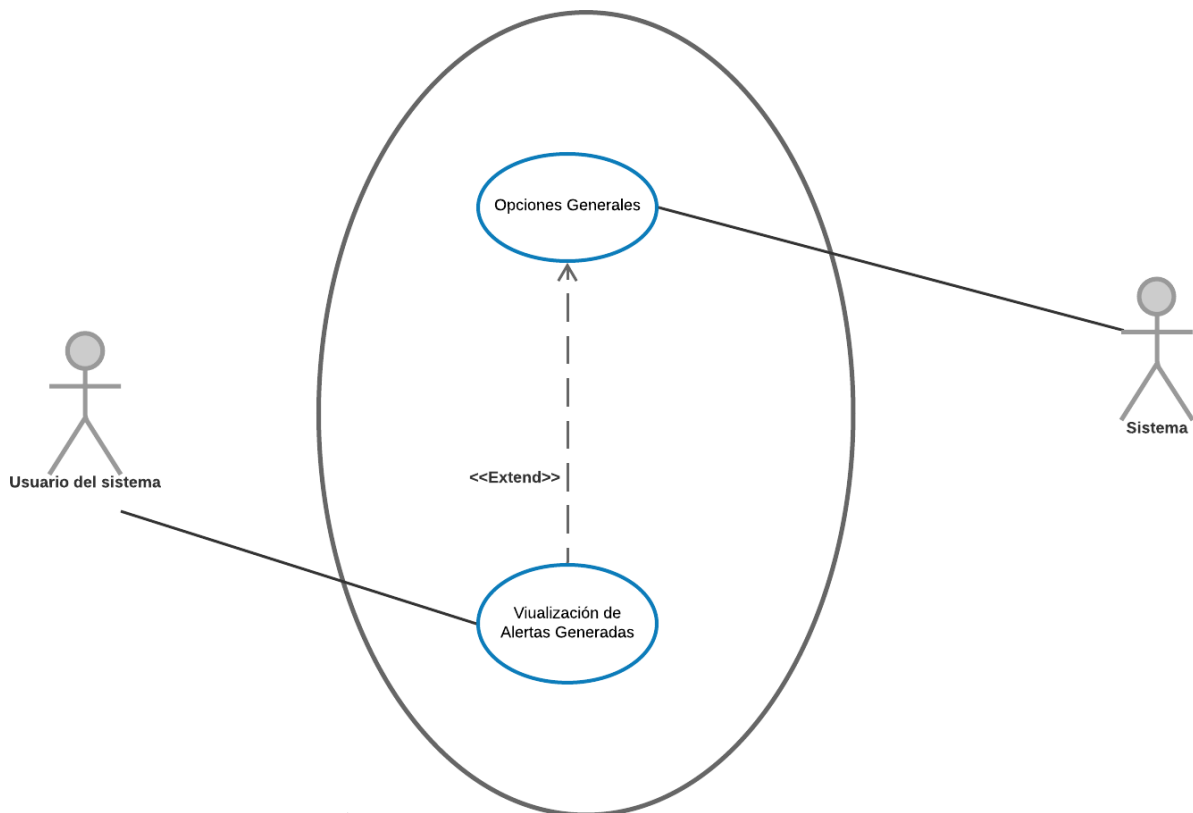 Opciones Generales
Sistema
Usuario del sistema
<<Extend>>
Viualización de
Alertas Generadas